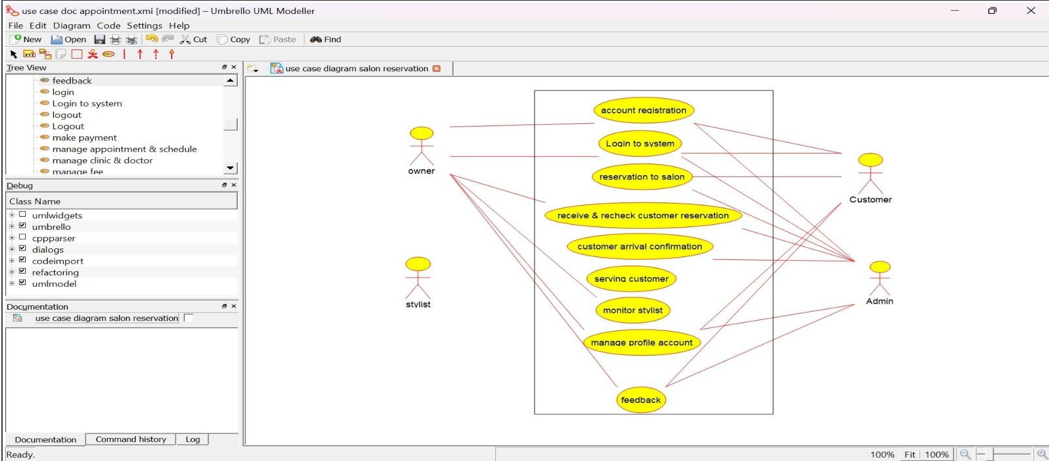 use case doc appointment.xmi [modified] – Umbrello UML Modeller
File Edit Diagram Code Settings Help
New Open Cut Copy Paste Find
Tree View
use case diagram salon reservation
feedback
login
Login to system
logout
Logout
make payment
manage appointment & schedule
manage clinic & doctor
manage fee
Debug
Class Name
umlwidgets
umbrello
cppparser
dialogs
codeimport
refactoring
umlmodel
Documentation
use case diagram salon reservation
Documentation Command history Log
account registration
Login to system
reservation to salon
receive & recheck customer reservation
customer arrival confirmation
serving customer
monitor stylist
manage profile account
feedback
owner
stylist
Customer
Admin
Ready.
100% Fit 100%